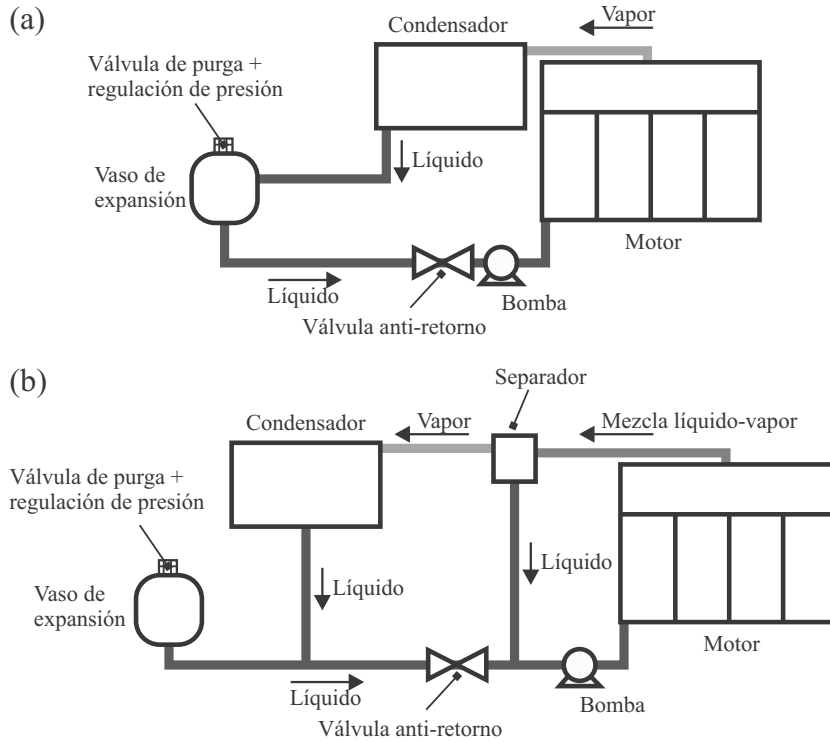 (a)
Condensador
Vapor
Válvula de purga +
regulación de presión
Líquido
Vaso de
expansión
Motor
Líquido
Bomba
Válvula anti-retorno
(b)
Separador
Condensador
Vapor
Mezcla líquido-vapor
Válvula de purga +
regulación de presión
Líquido
Líquido
Vaso de
expansión
Motor
Líquido
Bomba
Válvula anti-retorno